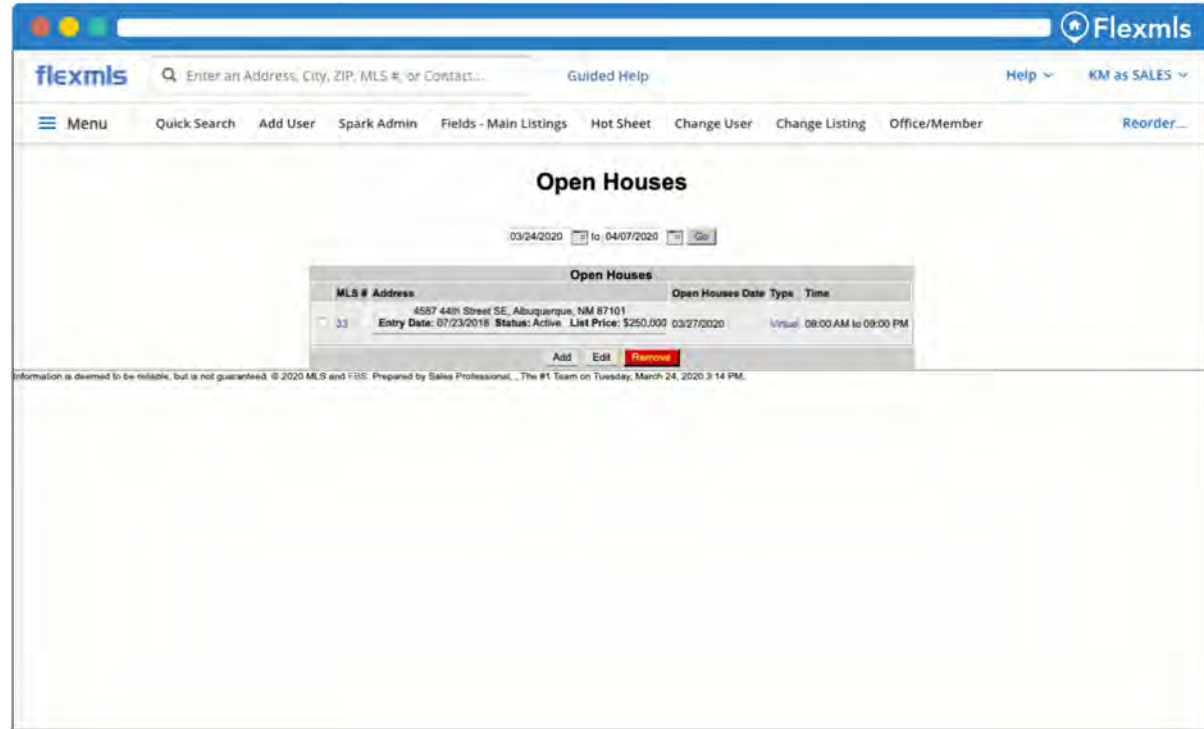 Flexmls
flexmls Enter an Address, City, ZIP, MLS #, or Contact... Guided Help Help KM as SALES
Menu Quick Search Add User Spark Admin Fields - Main Listings Hot Sheet Change User Change Listing Office/Member Reorder...
Open Houses
03/24/2020 to 04/07/2020 Go
Open Houses
MLS # Address Open Houses Date Type Time
4587 44th Street SE, Albuquerque, NM 87101
33 Entry Date: 07/23/2018 Status: Active List Price: $250,000 03/27/2020 Virtual 08:00 AM to 09:00 PM
Add Edit Remove
Information is deemed to be reliable, but is not guaranteed. © 2020 MLS and FBS. Prepared by Sales Professional, , The #1 Team on Tuesday, March 24, 2020 3:14 PM.